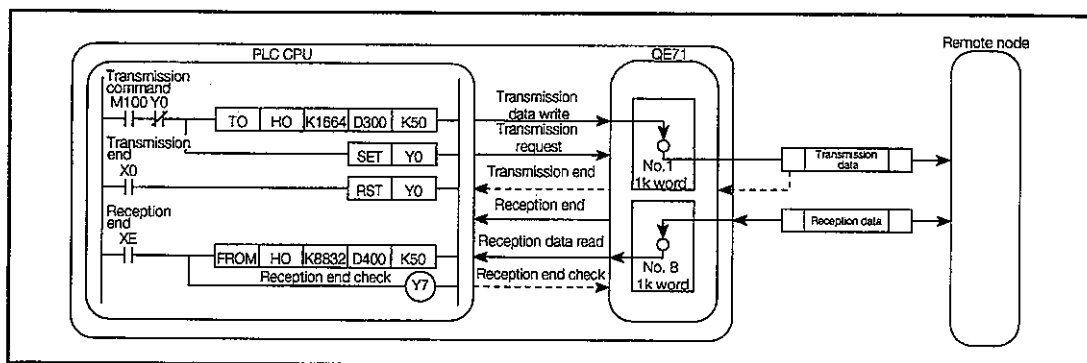 Remote node
PLC CPU
QE71
Transmission
command
M100 Y0
TO HO K1664 D300 K50
Transmission
data write
Transmission
request
SET Y0
Transmission
end
X0
RST Y0
Transmission end
No.1
1k word
Transmission
data
Reception
end
XE
Reception end
FROM HO K8832 D400 K50
Reception data read
Reception end check
Y7
Reception end check
No. 8
1k word
Reception data